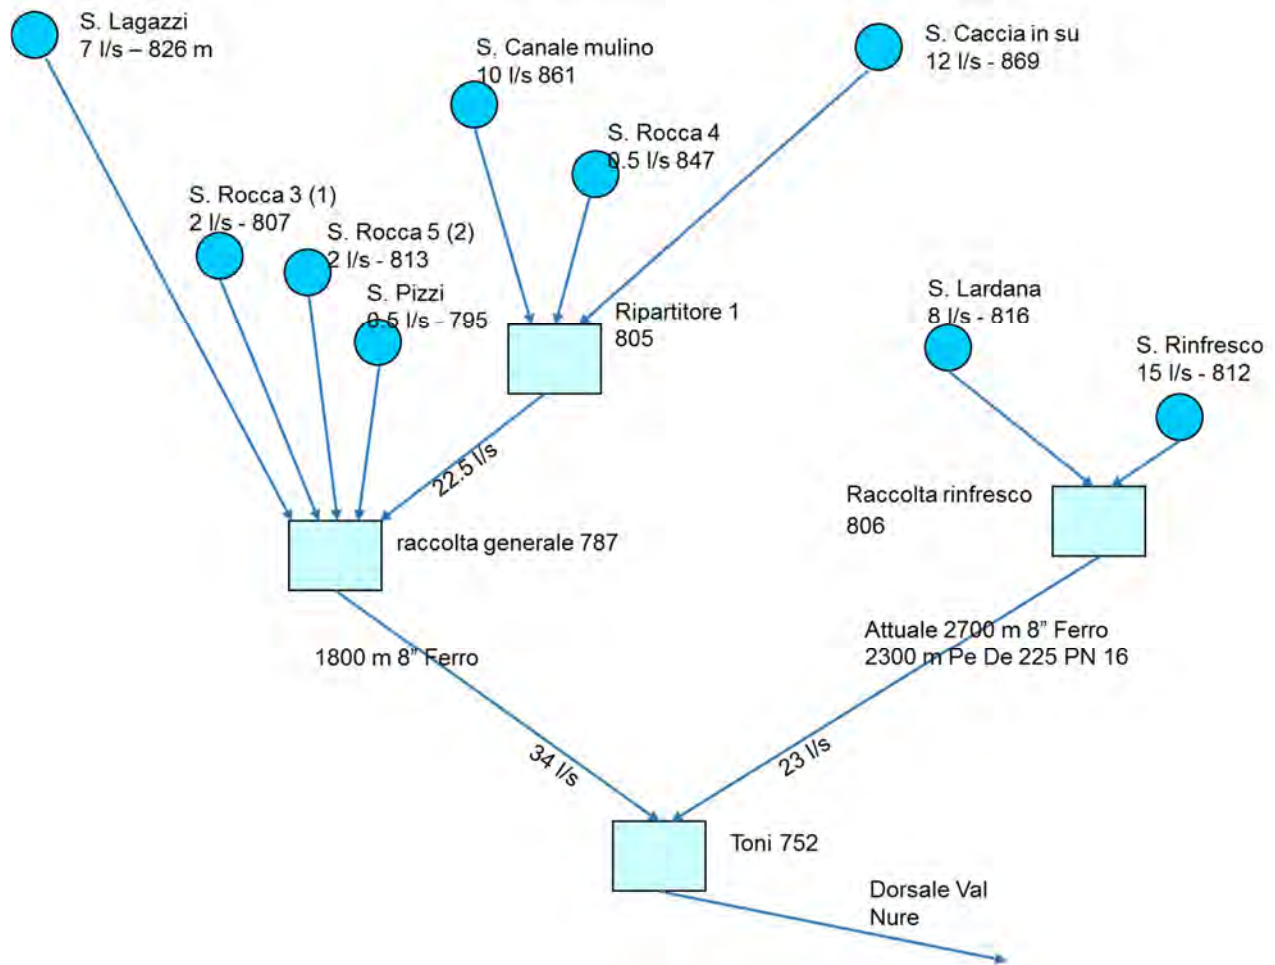 S. Lagazzi
7 l/s – 826 m
S. Canale mulino
10 l/s 861
S. Caccia in su
12 l/s - 869
S. Rocca 4
0.5 l/s 847
S. Rocca 3 (1)
2 l/s - 807
S. Rocca 5 (2)
2 l/s - 813
S. Pizzi
0.5 l/s - 795
Ripartitore 1
805
S. Lardana
8 l/s - 816
S. Rinfresco
15 l/s - 812
22.5 l/s
raccolta generale 787
Raccolta rinfresco
806
1800 m 8” Ferro
Attuale 2700 m 8” Ferro
2300 m Pe De 225 PN 16
34 l/s
23 l/s
Toni 752
Dorsale Val
Nure